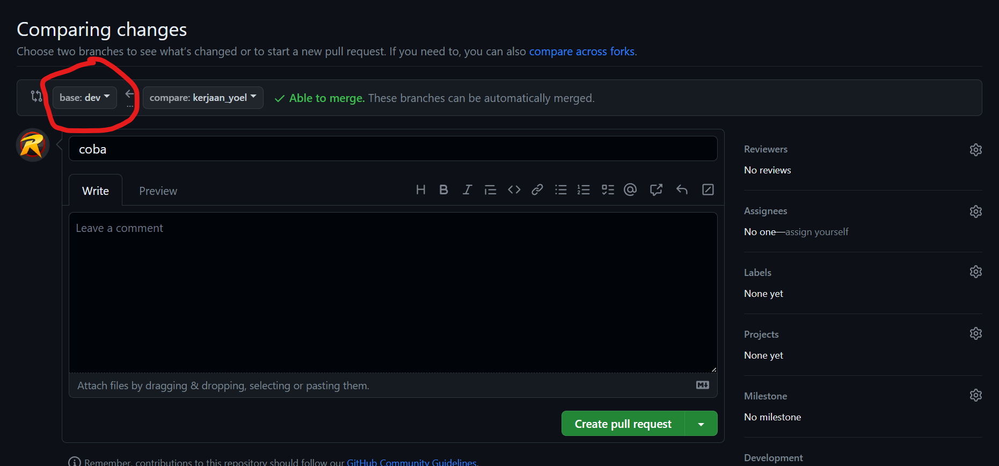 Comparing changes
Choose two branches to see what's changed or to start a new pull request. If you need to, you can also compare across forks.
base: dev
compare: kerjaan_yoel
Able to merge. These branches can be automatically merged.
R
coba
Write
Preview
Leave a comment
Attach files by dragging & dropping, selecting or pasting them.
Create pull request
Remember, contributions to this repository should follow our GitHub Community Guidelines.
Reviewers
No reviews
Assignees
No one—assign yourself
Labels
None yet
Projects
None yet
Milestone
No milestone
Development